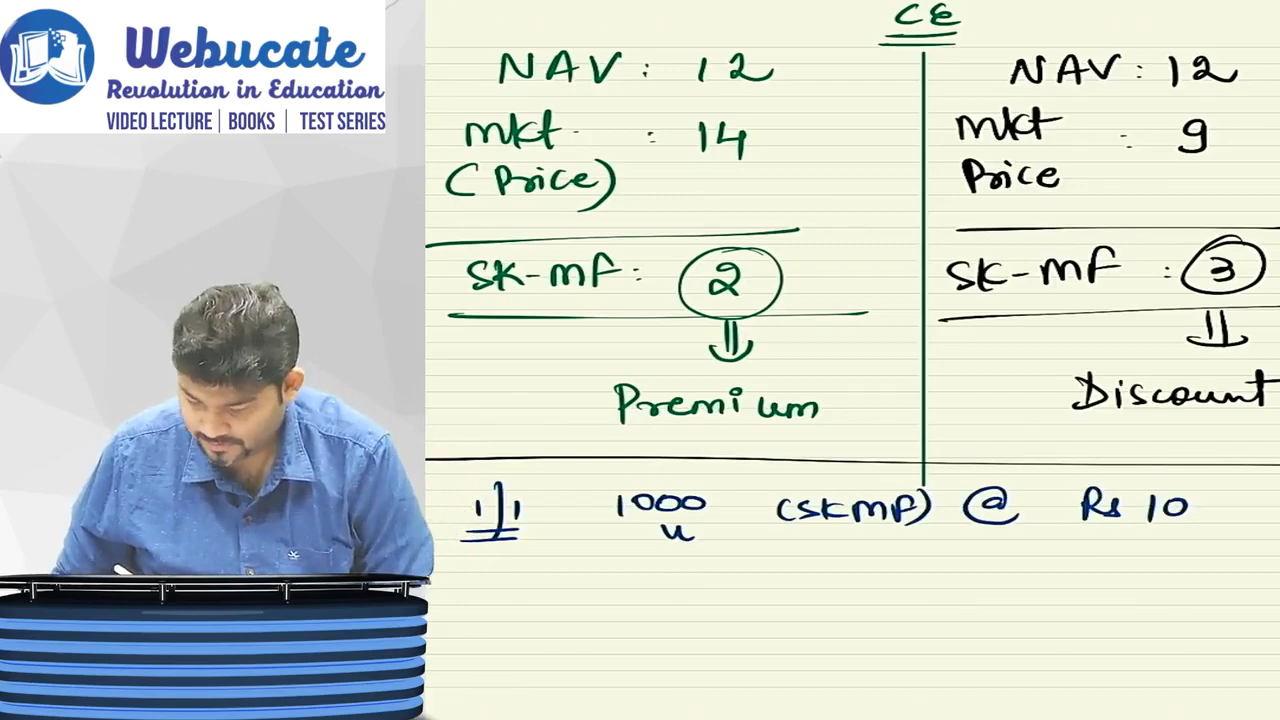 Webucate
Revolution in Education
VIDEO LECTURE | BOOKS | TEST SERIES
CE
NAV : 12
mkt : 14
(Price)
SK-MF : 2
Premium
NAV : 12
mkt : 9
Price
SK-MF : 3
Discount
1/1 1000 (SKMF) @ Rs 10
u